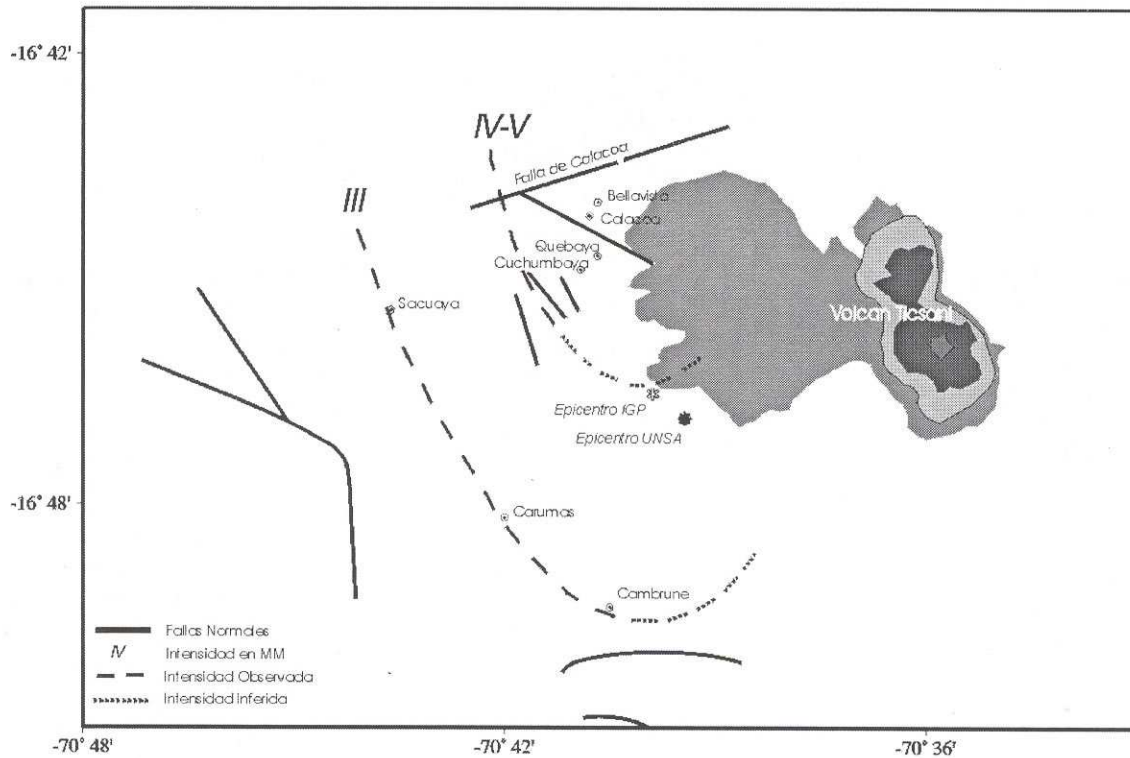 -16° 42'
IV-V
Falla de Calacoa
III
Bellavista
Calacoa
Quebaya
Cuchumbaya
Sacuaya
Volcan Ticsani
Epicentro IGP
Epicentro UNSA
-16° 48'
Carumas
Cambrune
Fallas Normales
IV Intensidad en MM
Intensidad Observada
Intensidad Inferida
-70° 48'
-70° 42'
-70° 36'